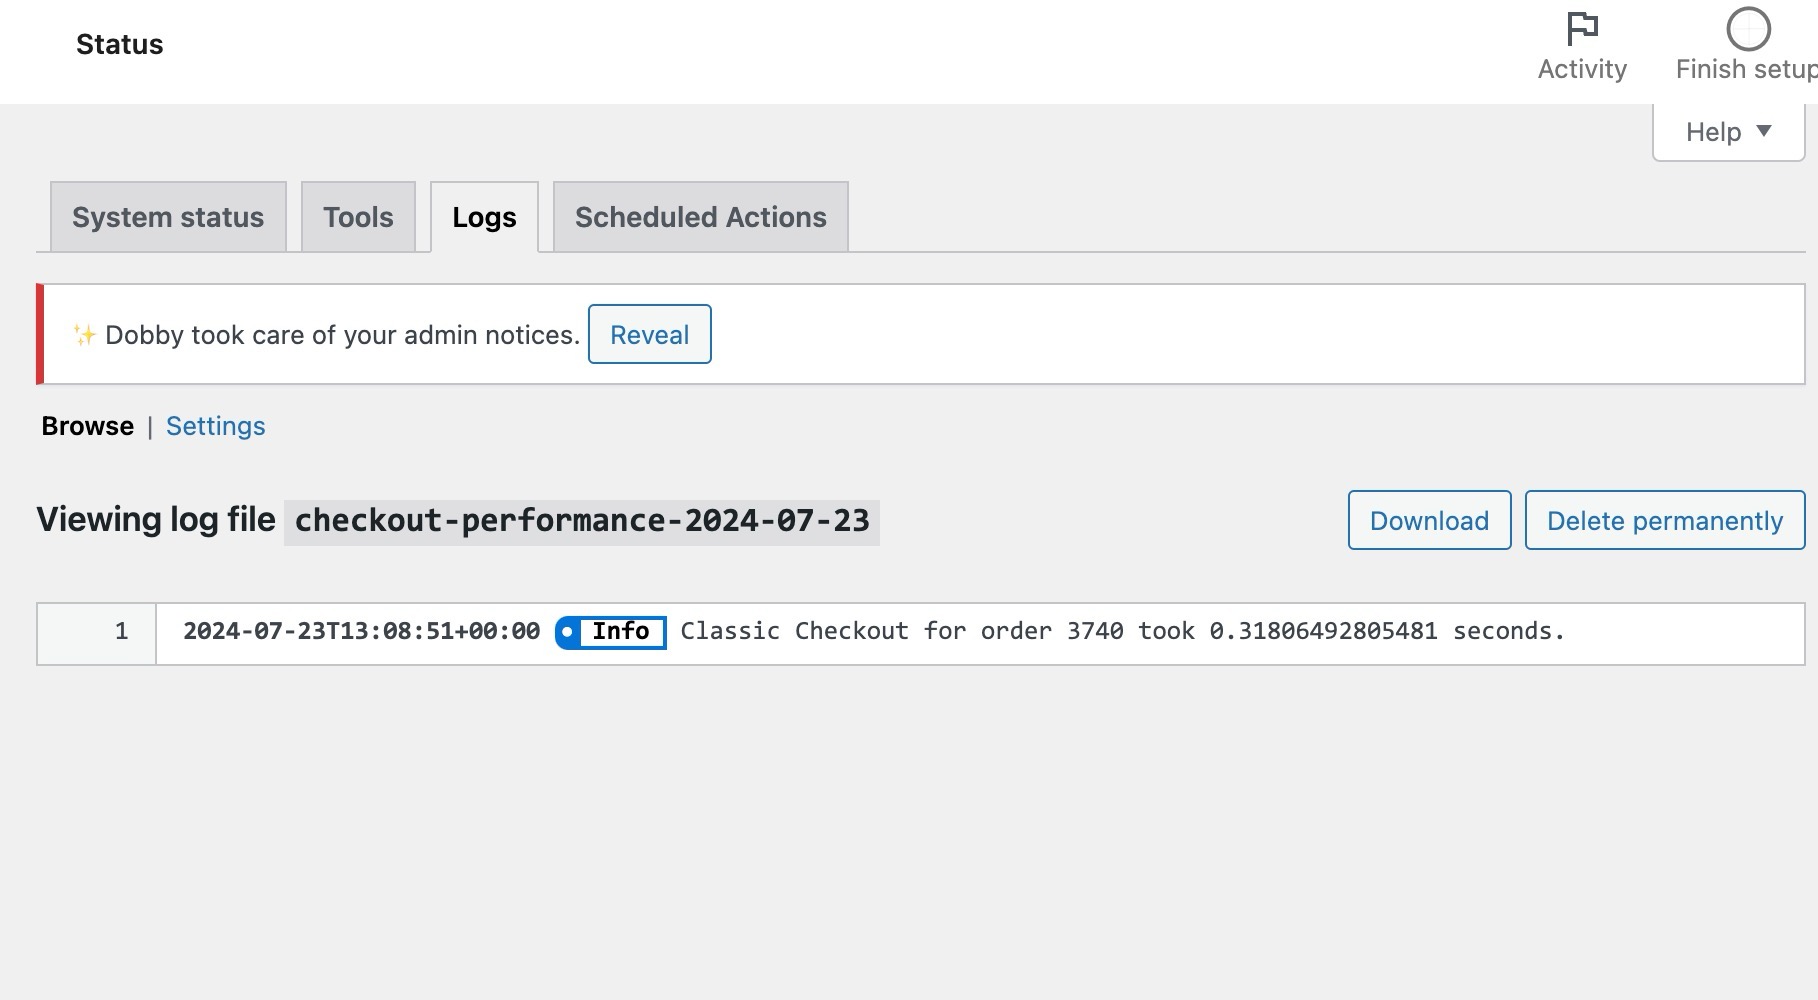 Status
Activity
Finish setup
Help
System status
Tools
Logs
Scheduled Actions
✨ Dobby took care of your admin notices. Reveal
Browse | Settings
Viewing log file checkout-performance-2024-07-23
Download
Delete permanently
1 2024-07-23T13:08:51+00:00 Info Classic Checkout for order 3740 took 0.31806492805481 seconds.